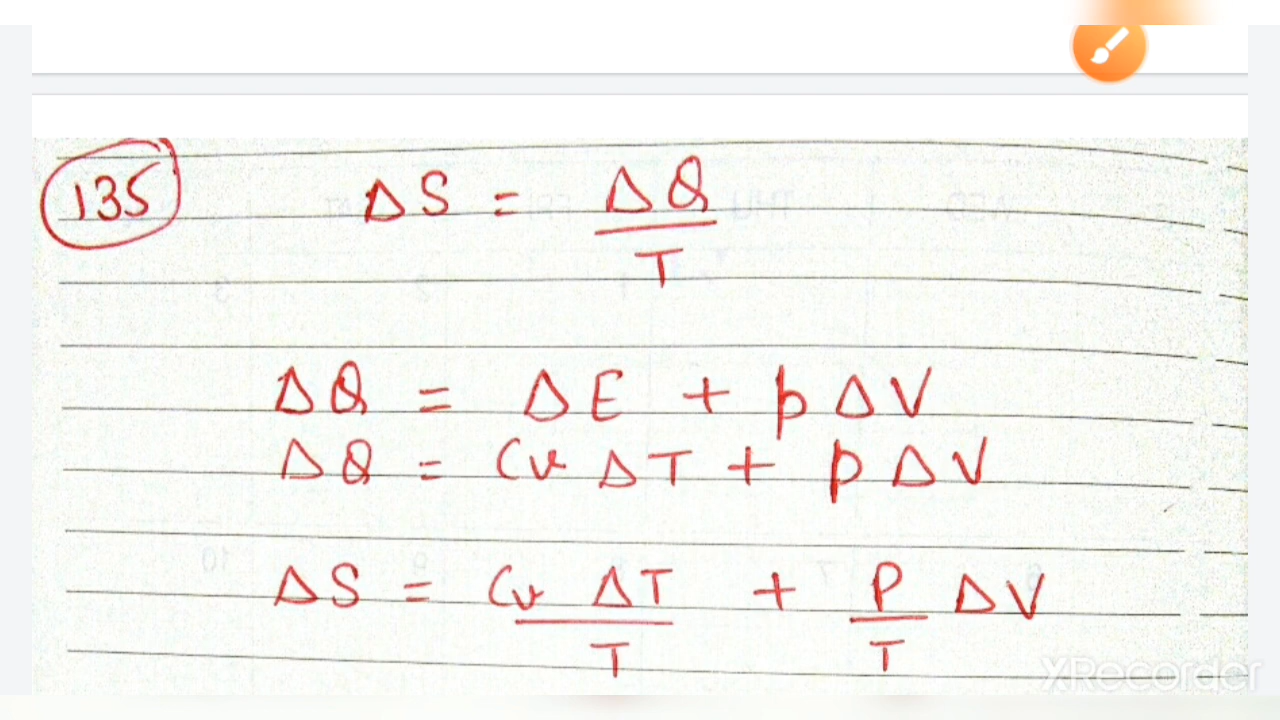 135
ΔS = ΔQ / T
ΔQ = ΔE + pΔV
ΔQ = Cv ΔT + pΔV
ΔS = Cv ΔT / T + P / T ΔV
XRecorder